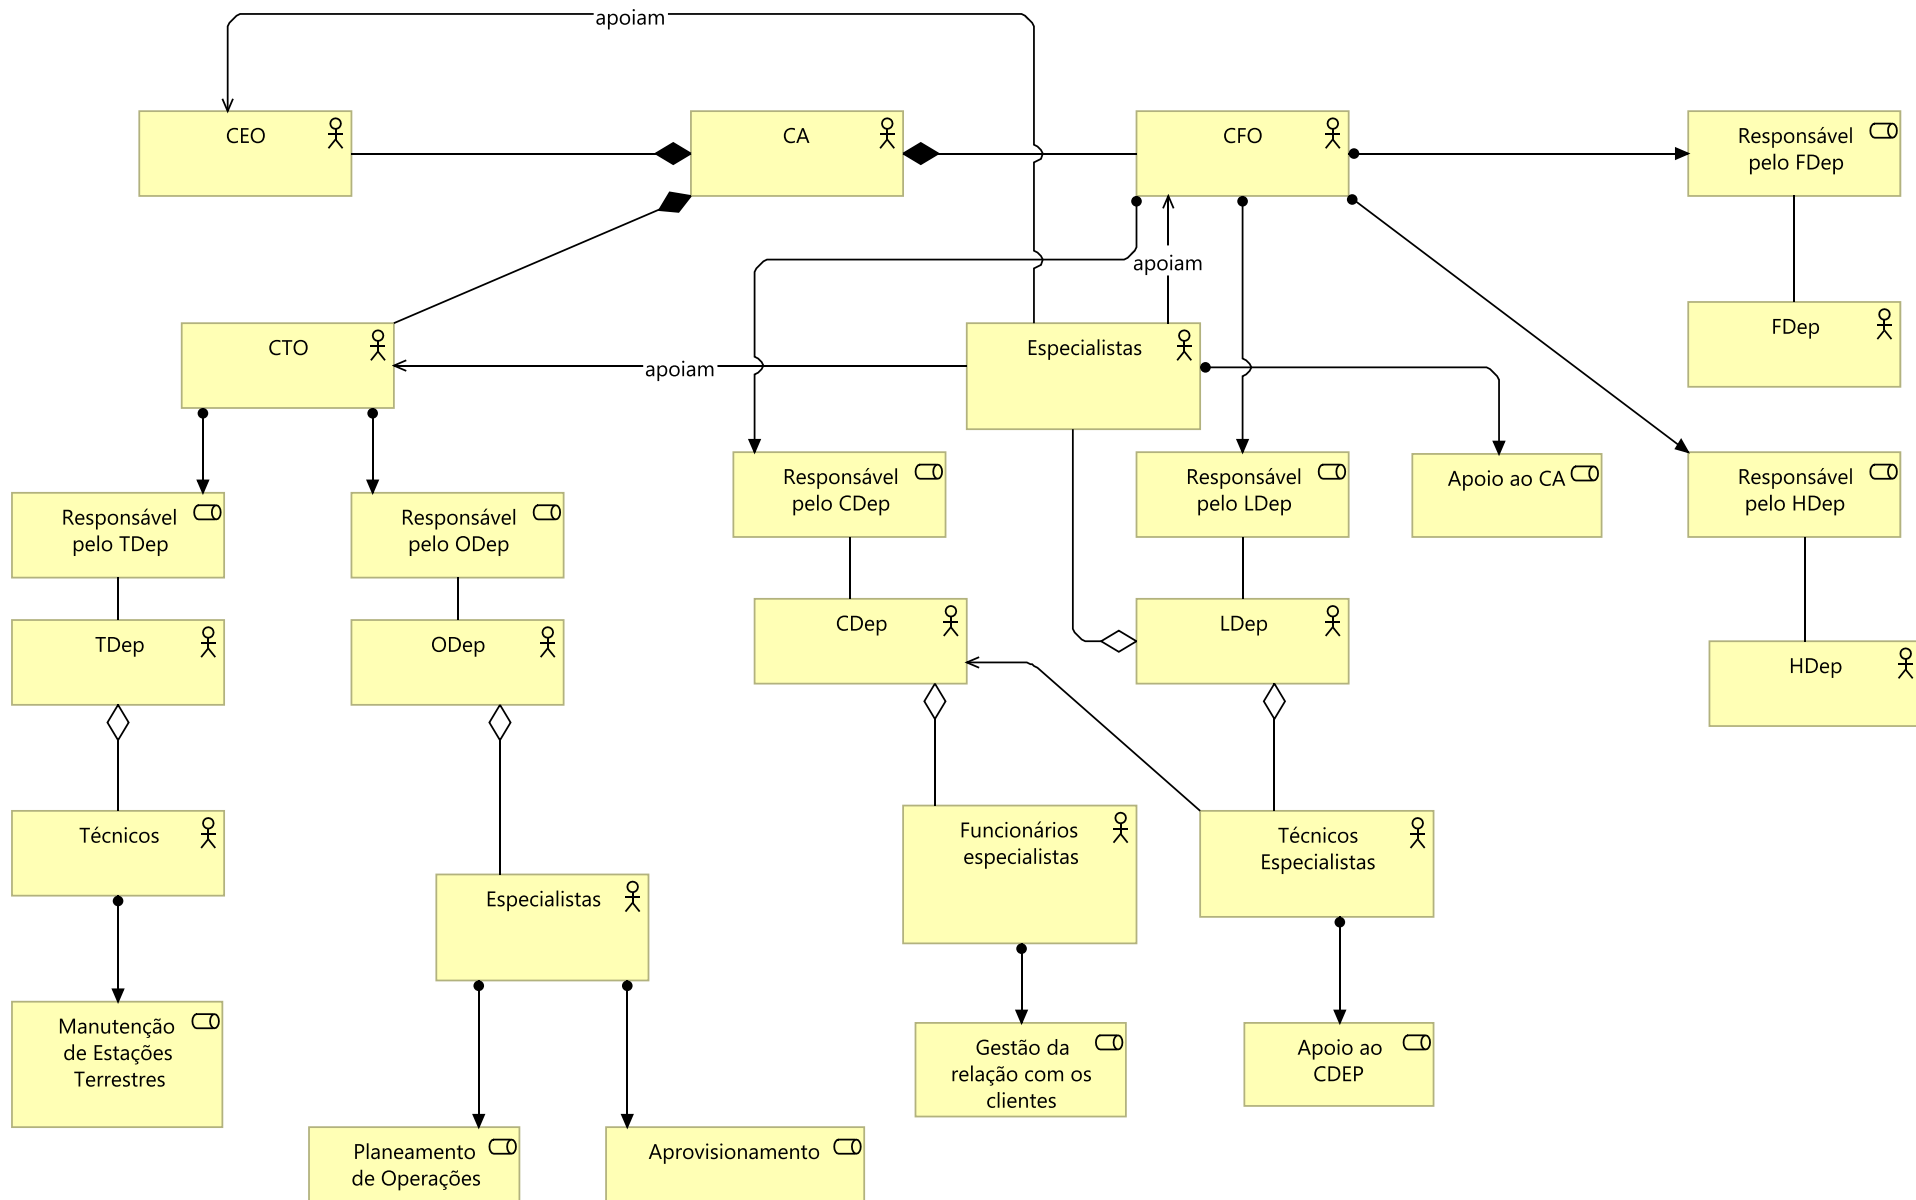 apoiam
CEO
CA
CFO
Responsável
pelo FDep
apoiam
CTO
Especialistas
FDep
apoiam
Responsável
pelo CDep
Responsável
pelo LDep
Apoio ao CA
Responsável
pelo HDep
Responsável
pelo TDep
Responsável
pelo ODep
TDep
ODep
CDep
LDep
HDep
Técnicos
Funcionários
especialistas
Técnicos
Especialistas
Especialistas
Manutenção
de Estações
Terrestres
Gestão da
relação com os
clientes
Apoio ao
CDEP
Planeamento
de Operações
Aprovisionamento